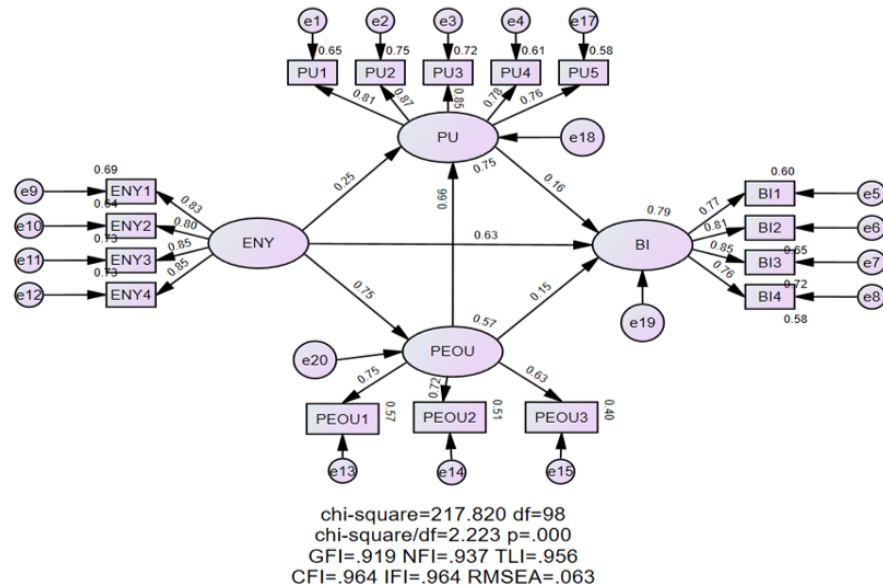 e1 e2 e3 e4 e17
0.65 0.75 0.72 0.61 0.58
PU1 PU2 PU3 PU4 PU5
0.81 0.87 0.85 0.78 0.76
PU e18
0.75
0.69 0.60
e9 ENY1 0.83 0.25 0.66 0.16 0.77 BI1 e5
0.64 0.79
e10 ENY2 0.80 0.81 BI2 e6
0.73 ENY 0.63 BI 0.65
e11 ENY3 0.85 0.85 BI3 e7
0.73 0.72
e12 ENY4 0.85 0.76 BI4 e8
0.75 0.15 0.58
0.57 e19
e20 PEOU
0.75 0.72 0.63
PEOU1 0.57 PEOU2 0.51 PEOU3 0.40
e13 e14 e15
chi-square=217.820 df=98
chi-square/df=2.223 p=.000
GFI=.919 NFI=.937 TLI=.956
CFI=.964 IFI=.964 RMSEA=.063